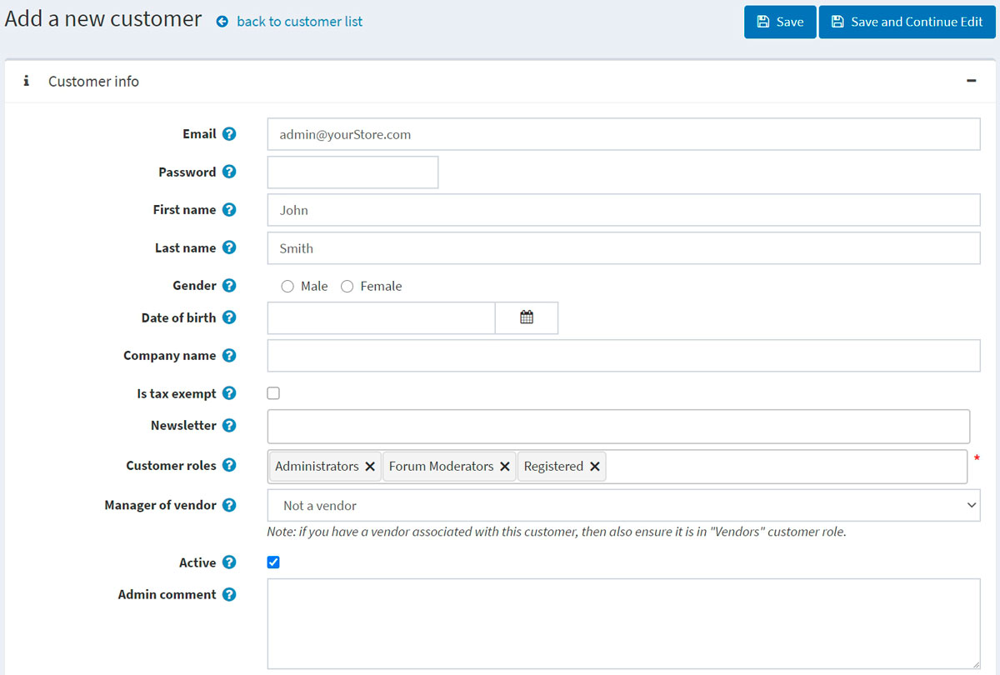 Add a new customer back to customer list Save Save and Continue Edit
Customer info
Email admin@yourStore.com
Password
First name John
Last name Smith
Gender Male Female
Date of birth
Company name
Is tax exempt
Newsletter
Customer roles Administrators Forum Moderators Registered *
Manager of vendor Not a vendor
Note: if you have a vendor associated with this customer, then also ensure it is in "Vendors" customer role.
Active
Admin comment